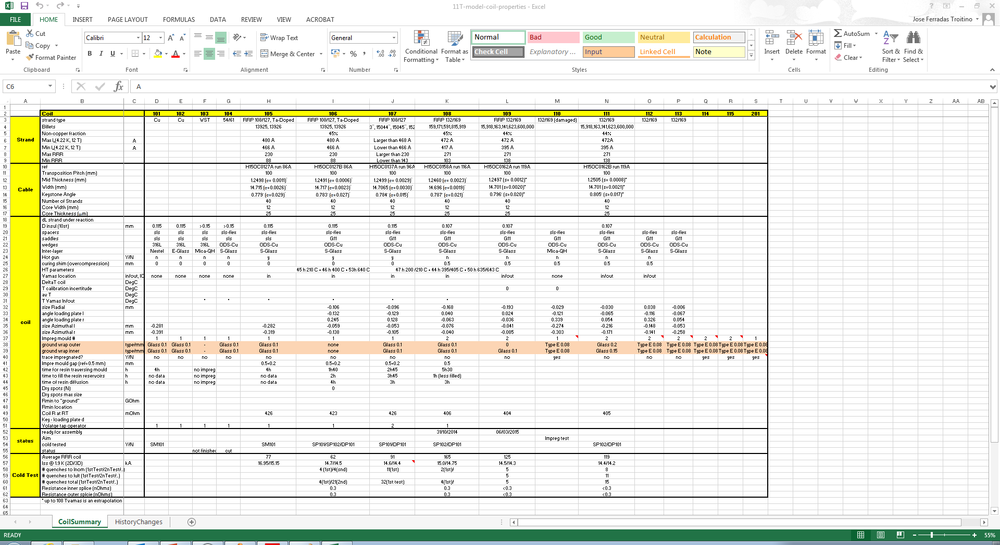 11T-model-coil-properties - Excel
FILE HOME INSERT PAGE LAYOUT FORMULAS DATA REVIEW VIEW ACROBAT Jose Ferradas Troitino
Cut
Copy
Format Painter
Paste
Clipboard
Calibri 12
B I U
Font
Wrap Text
Merge & Center
Alignment
General
Number
Conditional Formatting
Format as Table
Normal Bad Good Neutral Calculation
Check Cell Explanatory ... Input Linked Cell Note
Styles
Insert Delete Format
Cells
AutoSum
Fill
Clear
Sort & Filter
Find & Select
Editing
C6 fx A
A B C D E F G H I J K L M N O P Q R S T U V W X Y Z AA AB
1
2 Coil 101 102 103 104 105 106 107 108 109 110 111 112 113 114 115 201
3 strand type Cu Cu WST 54/61 RRP 108/127, Ta-Doped RRP 108/127, Ta-Doped RRP 108/127 RRP 132/169 RRP 132/169 132/169 (damaged) 132/169 132/169 132/169
4 Billets 13925, 13926 13925, 13926 159,171,591,815,919 15,918,163,141,623,600,000 15,918,163,141,623,600,000
5 Non-copper fraction 45% 45% 44% 44%
Strand
6 Max Ic(4.22 K, 12 T) A 480 A 480 A Larger than 468 A 472 A 472 A 472A
7 Min Ic(4.22 K, 12 T) A 466 A 466 A Lower than 466 A 417 A 395 A 395 A
8 Max RRR 230 230 Larger than 230 271 271 271
9 Min RRR 88 88 Lower than 143 103 138 138
10 ref H15OC0127A run 86A H15OC0127B 86A H15OC0137A run 96A H15OC0158A run 116A H15OC0162A run 119A H15OC0162B run 119A
11 Transposition Pitch (mm) 100 100 100 100 100 100
12 Mid Thickness (mm) 1.2498 (σ= 0.0011)* 1.2491 (σ= 0.0006)* 1.2499 (σ= 0.0029)* 1.2460 (σ= 0.0023)* 1.2497 (s= 0.0012)* 1.2505 (s= 0.0008)*
13 Width (mm) 14.715 (σ=0.0026)* 14.717 (σ=0.0023)* 14.7065 (σ=0.0030)* 14.696 (σ=0.0019)* 14.701 (s=0.0020)* 14.701 (s=0.0021)*
Cable
14 Keystone Angle 0.779° (σ=0.029)* 0.783° (σ=0.027)* 0.784° (σ=0.015)* 0.787° (σ=0.021)* 0.796° (s=0.020)* 0.805° (s=0.017)*
15 Number of Strands 40 40 40 40 40 40
16 Core Width (mm) 12 12 12 12 12 12
17 Core Thickness (µm) 25 25 25 25 25 25
18 dL strand under reaction
19 D insul (10st) mm 0.115 0.115 >0.15 >0.15 0.115 0.115 0.115 0.107 0.107 0.107
20 spacers sls sls sls sls-flex sls-flex sls-flex sls-flex sls-flex sls-flex sls-flex sls-flex sls-flex sls-flex
21 saddles sls sls sls sls sls G11 G11 G11 G11 G11 G11 G11 G11
22 wedges 316L 316L 316L ODS-Cu ODS-Cu ODS-Cu ODS-Cu ODS-Cu ODS-Cu ODS-Cu ODS-Cu ODS-Cu ODS-Cu
23 Inter-layer Nextel E-Glass Mica-QH S-Glass S-Glass S-Glass S-Glass S-Glass S-Glass Mica-QH S-Glass S-Glass S-Glass
24 Hot gun Y/N n n n n y y y n n n n n
25 curing shim (overcompression) mm 0 0 0 0 0 0 0 0.5 0.5 0.5 0.5 0.5
26 HT parameters 45 h 210 C + 46 h 400 C + 53h 640 C 47 h 200 /210 C + 44 h 395/405 C + 50 h 635/643 C
27 Vamas location in/out, IC none none none none in in in in in/out none in/out in/out
28 DeltaT coil DegC
29 T calibration incertitude DegC 0 0
30 av T DegC
31 T Vamas In/out DegC * * * * * *
32 size Radial mm -0.106 -0.096 -0.168 -0.193 -0.029 -0.030 0.038 -0.006
33 angle loading plate l -0.132 -0.129 0.040 0.024 -0.121 -0.065 -0.116 -0.067
34 angle loading plate r 0.245 0.128 -0.063 -0.036 0.339 0.054 0.326 0.054
coil
35 size Azimuthal l mm -0.281 -0.282 -0.059 -0.053 -0.076 -0.041 -0.274 -0.216 -0.148 -0.053
36 size Azimuthal r mm -0.391 -0.319 -0.138 -0.105 -0.040 -0.085 -0.303 -0.171 -0.141 -0.258
37 Impreg mould # 1 1 1 1 1 1 1 2 2 1 2 2 2 2 2 1
38 ground wrap outer type/mm Glass 0.1 Glass 0.1 - Glass 0.1 Glass 0.1 none Glass 0.1 Glass 0.1 0 Type E 0.08 Glass 0.2 Type E 0.08 Type E 0.08 Type E 0.08 Type E 0.08 Type E 0.08
39 ground wrap inner type/mm Glass 0.1 Glass 0.1 - Glass 0.1 Glass 0.1 none Glass 0.1 Glass 0.1 Glass 0.1 Type E 0.08 Glass 0.15 Type E 0.08 Type E 0.08 Type E 0.08 Type E 0.08 Type E 0.08
40 trace impregnated? Y/N no no no no no no no no no yes no no no yes yes yes
41 Impre mould gap (ref=0.5 mm) mm 0.5+0.2 0.5+0.2 0.5+0.2 0.5
42 time for resin traversing mould h 4h no impreg 4h 1h40 2h45 5h30
43 time to fill the resin reservoirs h no data no impreg no data 2h 3h45 1h (less filled)
44 time of resin diffusion h no data no impreg no data 4h 3h 3h
45 Dry spots (N) 0
46 Dry spots max size
47 Rmin to "ground" GOhm
48 Rmin location
49 Coil R at RT mOhm 426 423 426 406 404 405
50 Key - loading plate d
51 Volatge tap operator 1 1 1 1 1 1 2 1
52 ready for assembly 31/10/2014 06/03/2015
53 Aim Impreg test
status
54 cold tested Y/N SM101 SM101 SP101/SP102/DP101 SP101/DP101 SP102/DP101 SP102/DP101
55 status not finishec cut
56 Average RRR coil 77 62 91 165 125 119
57 Iss @ 1.9 K (2D/3D) kA 16.95/15.15 14.7/14.5 14.6/14.4 15.0/14.75 14.5/14.3 14.4/14.2
58 # quenches to Inom (1stTest/2nTest/..) 4 (1st)/4(snd) 11(1st) 2(1st)/ 5 8
Cold Test
59 # quenches to Iult (1stTest/2nTest/..) 5 11
60 # quenches total (1stTest/2nTest/..) 4(1st)/21(2nd) 32(1st test) 4(1st)/ 5 15
61 Resistance inner splice (nOhms) 0.3 0.3 <0.3 <0.3
62 Resistance outer splcie (nOhms) 0.3 0.3 <0.3 <0.3
63 * up to 108 Tvamas is an extrapolation
64
65
CoilSummary HistoryChanges
READY 55%